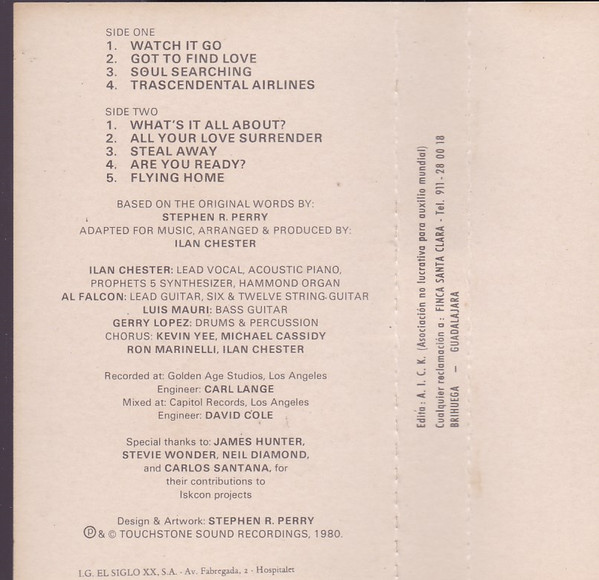 SIDE ONE
1. WATCH IT GO
2. GOT TO FIND LOVE
3. SOUL SEARCHING
4. TRASCENDENTAL AIRLINES
SIDE TWO
1. WHAT'S IT ALL ABOUT?
2. ALL YOUR LOVE SURRENDER
3. STEAL AWAY
4. ARE YOU READY?
5. FLYING HOME
BASED ON THE ORIGINAL WORDS BY:
STEPHEN R. PERRY
ADAPTED FOR MUSIC, ARRANGED & PRODUCED BY:
ILAN CHESTER
ILAN CHESTER: LEAD VOCAL, ACOUSTIC PIANO,
PROPHETS 5 SYNTHESIZER, HAMMOND ORGAN
AL FALCON: LEAD GUITAR, SIX & TWELVE STRING GUITAR
LUIS MAURI: BASS GUITAR
GERRY LOPEZ: DRUMS & PERCUSSION
CHORUS: KEVIN YEE, MICHAEL CASSIDY
RON MARINELLI, ILAN CHESTER
Recorded at: Golden Age Studios, Los Angeles
Engineer: CARL LANGE
Mixed at: Capitol Records, Los Angeles
Engineer: DAVID COLE
Special thanks to: JAMES HUNTER,
STEVIE WONDER, NEIL DIAMOND,
and CARLOS SANTANA, for
their contributions to
Iskcon projects
Design & Artwork: STEPHEN R. PERRY
℗ & © TOUCHSTONE SOUND RECORDINGS, 1980.
I.G. EL SIGLO XX, S.A. - Av. Fabregada, 2 - Hospitalet
Edita: A. I. C. K. (Asociación no lucrativa para auxilio mundial)
Cualquier reclamación a: FINCA SANTA CLARA - Tel. 911 - 28 00 18
BRIHUEGA — GUADALAJARA